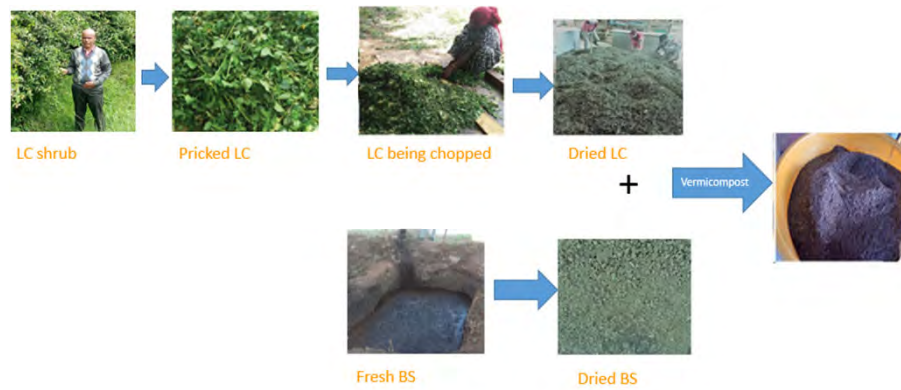 LC shrub
Pricked LC
LC being chopped
Dried LC
+
Vermicompost
Fresh BS
Dried BS